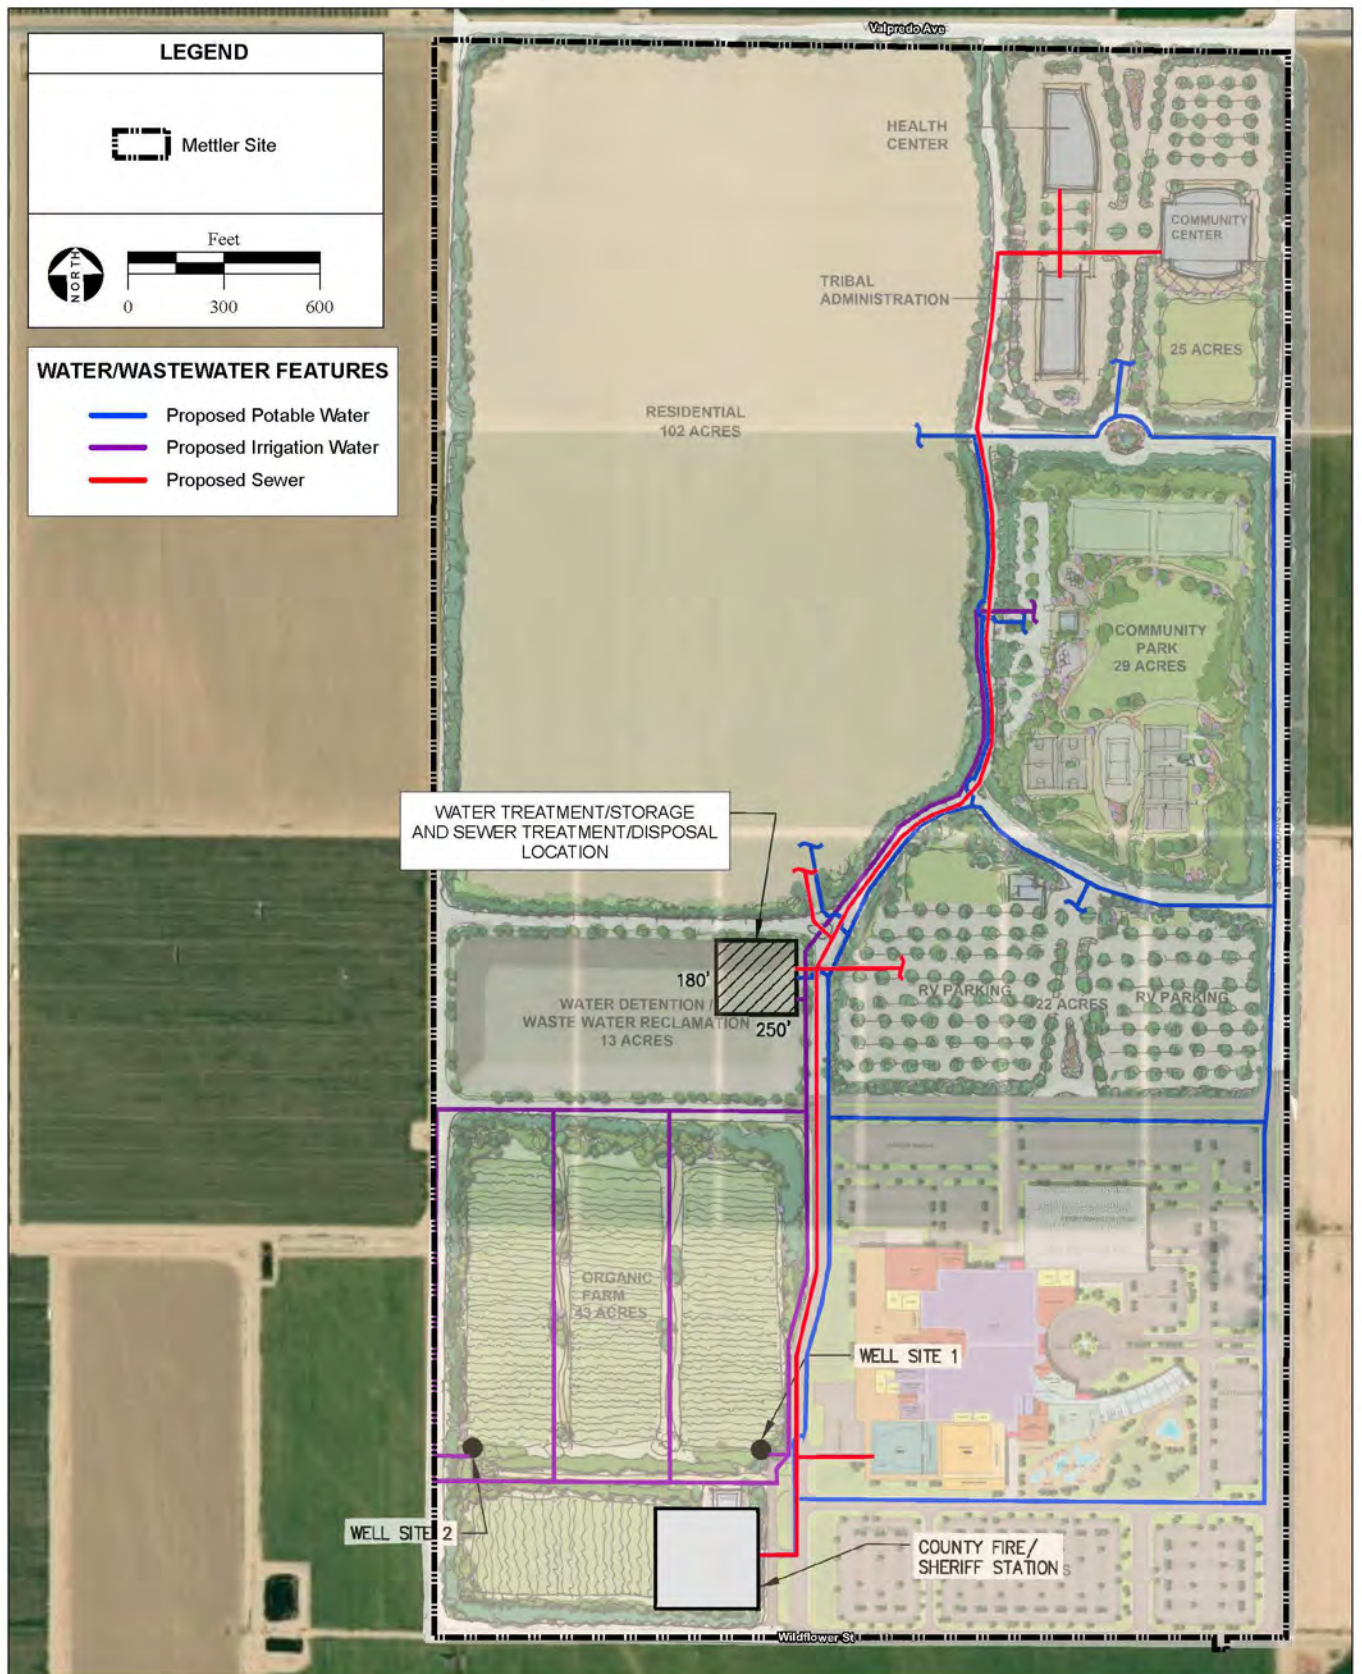 Valpredo Ave
LEGEND
Mettler Site
NORTH
Feet
0 300 600
WATER/WASTEWATER FEATURES
Proposed Potable Water
Proposed Irrigation Water
Proposed Sewer
HEALTH
CENTER
COMMUNITY
CENTER
TRIBAL
ADMINISTRATION
25 ACRES
RESIDENTIAL
102 ACRES
COMMUNITY
PARK
29 ACRES
WATER TREATMENT/STORAGE
AND SEWER TREATMENT/DISPOSAL
LOCATION
180'
250'
WATER DETENTION /
WASTE WATER RECLAMATION
13 ACRES
RV PARKING
22 ACRES
RV PARKING
ORGANIC
FARM
43 ACRES
WELL SITE 1
WELL SITE 2
COUNTY FIRE/
SHERIFF STATION
Wildflower St